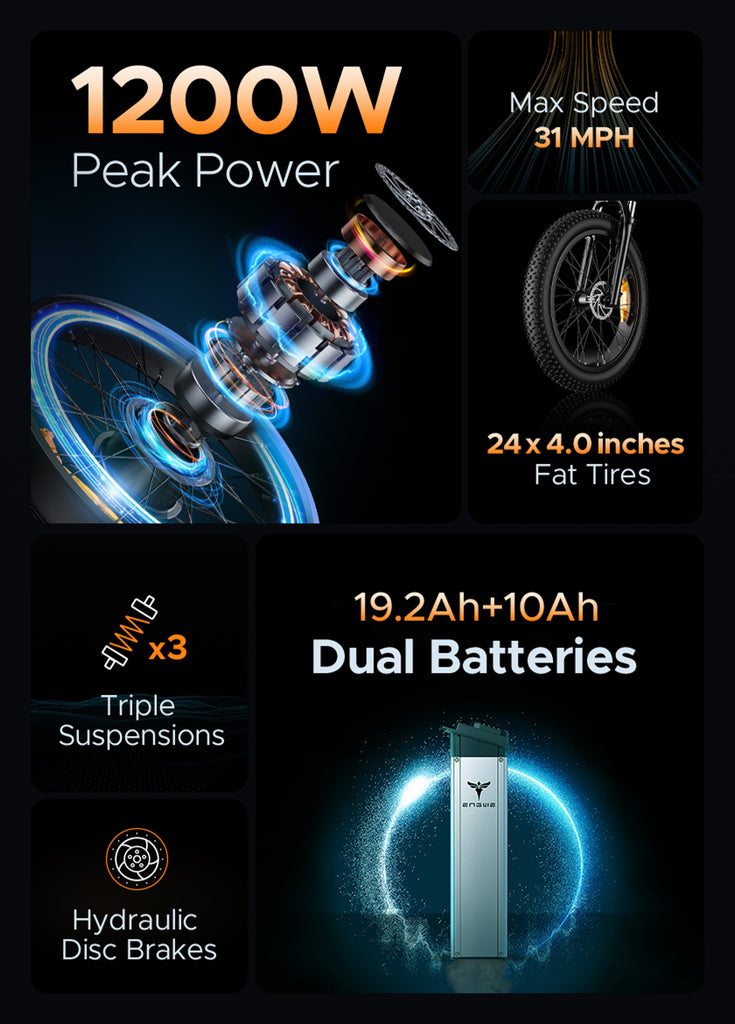 1200W
Peak Power
Max Speed
31 MPH
24 x 4.0 inches
Fat Tires
x3
Triple
Suspensions
19.2Ah+10Ah
Dual Batteries
ENGWE
Hydraulic
Disc Brakes